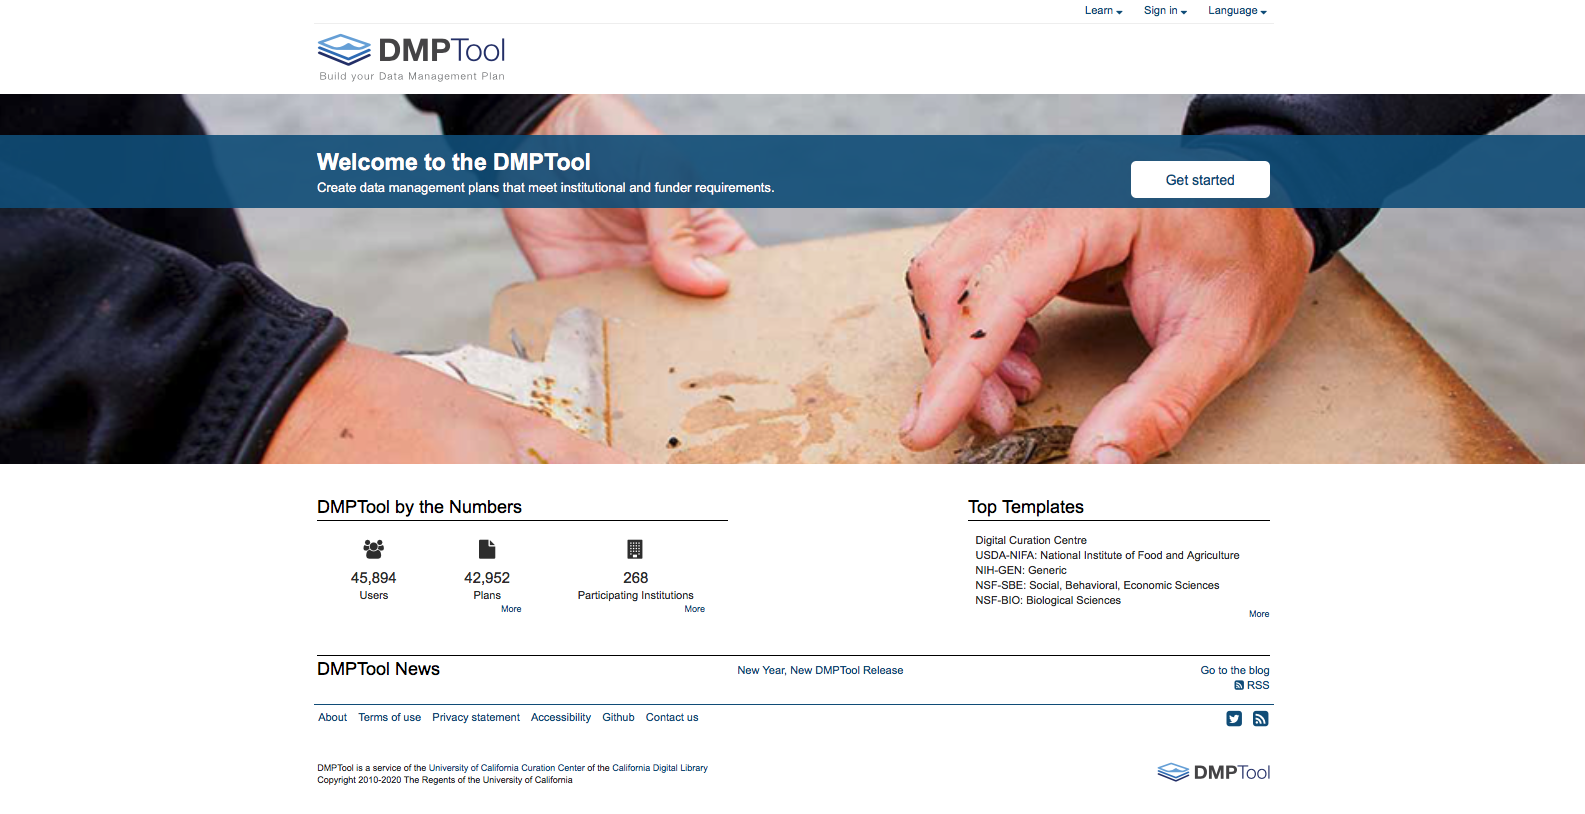 Learn
Sign in
Language
DMPTool
Build your Data Management Plan
Welcome to the DMPTool
Create data management plans that meet institutional and funder requirements.
Get started
DMPTool by the Numbers
45,894
Users
42,952
Plans
More
268
Participating Institutions
More
Top Templates
Digital Curation Centre
USDA-NIFA: National Institute of Food and Agriculture
NIH-GEN: Generic
NSF-SBE: Social, Behavioral, Economic Sciences
NSF-BIO: Biological Sciences
More
DMPTool News
New Year, New DMPTool Release
Go to the blog
RSS
About
Terms of use
Privacy statement
Accessibility
Github
Contact us
DMPTool is a service of the University of California Curation Center of the California Digital Library
Copyright 2010-2020 The Regents of the University of California
DMPTool